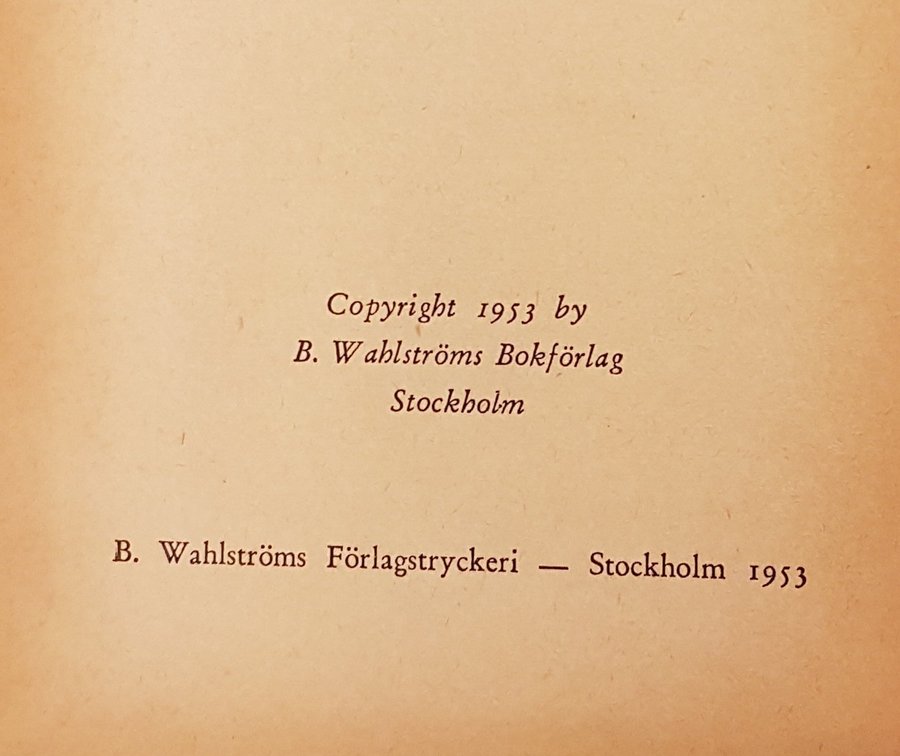 Copyright 1953 by
B. Wahlströms Bokförlag
Stockholm
B. Wahlströms Förlagstryckeri — Stockholm 1953